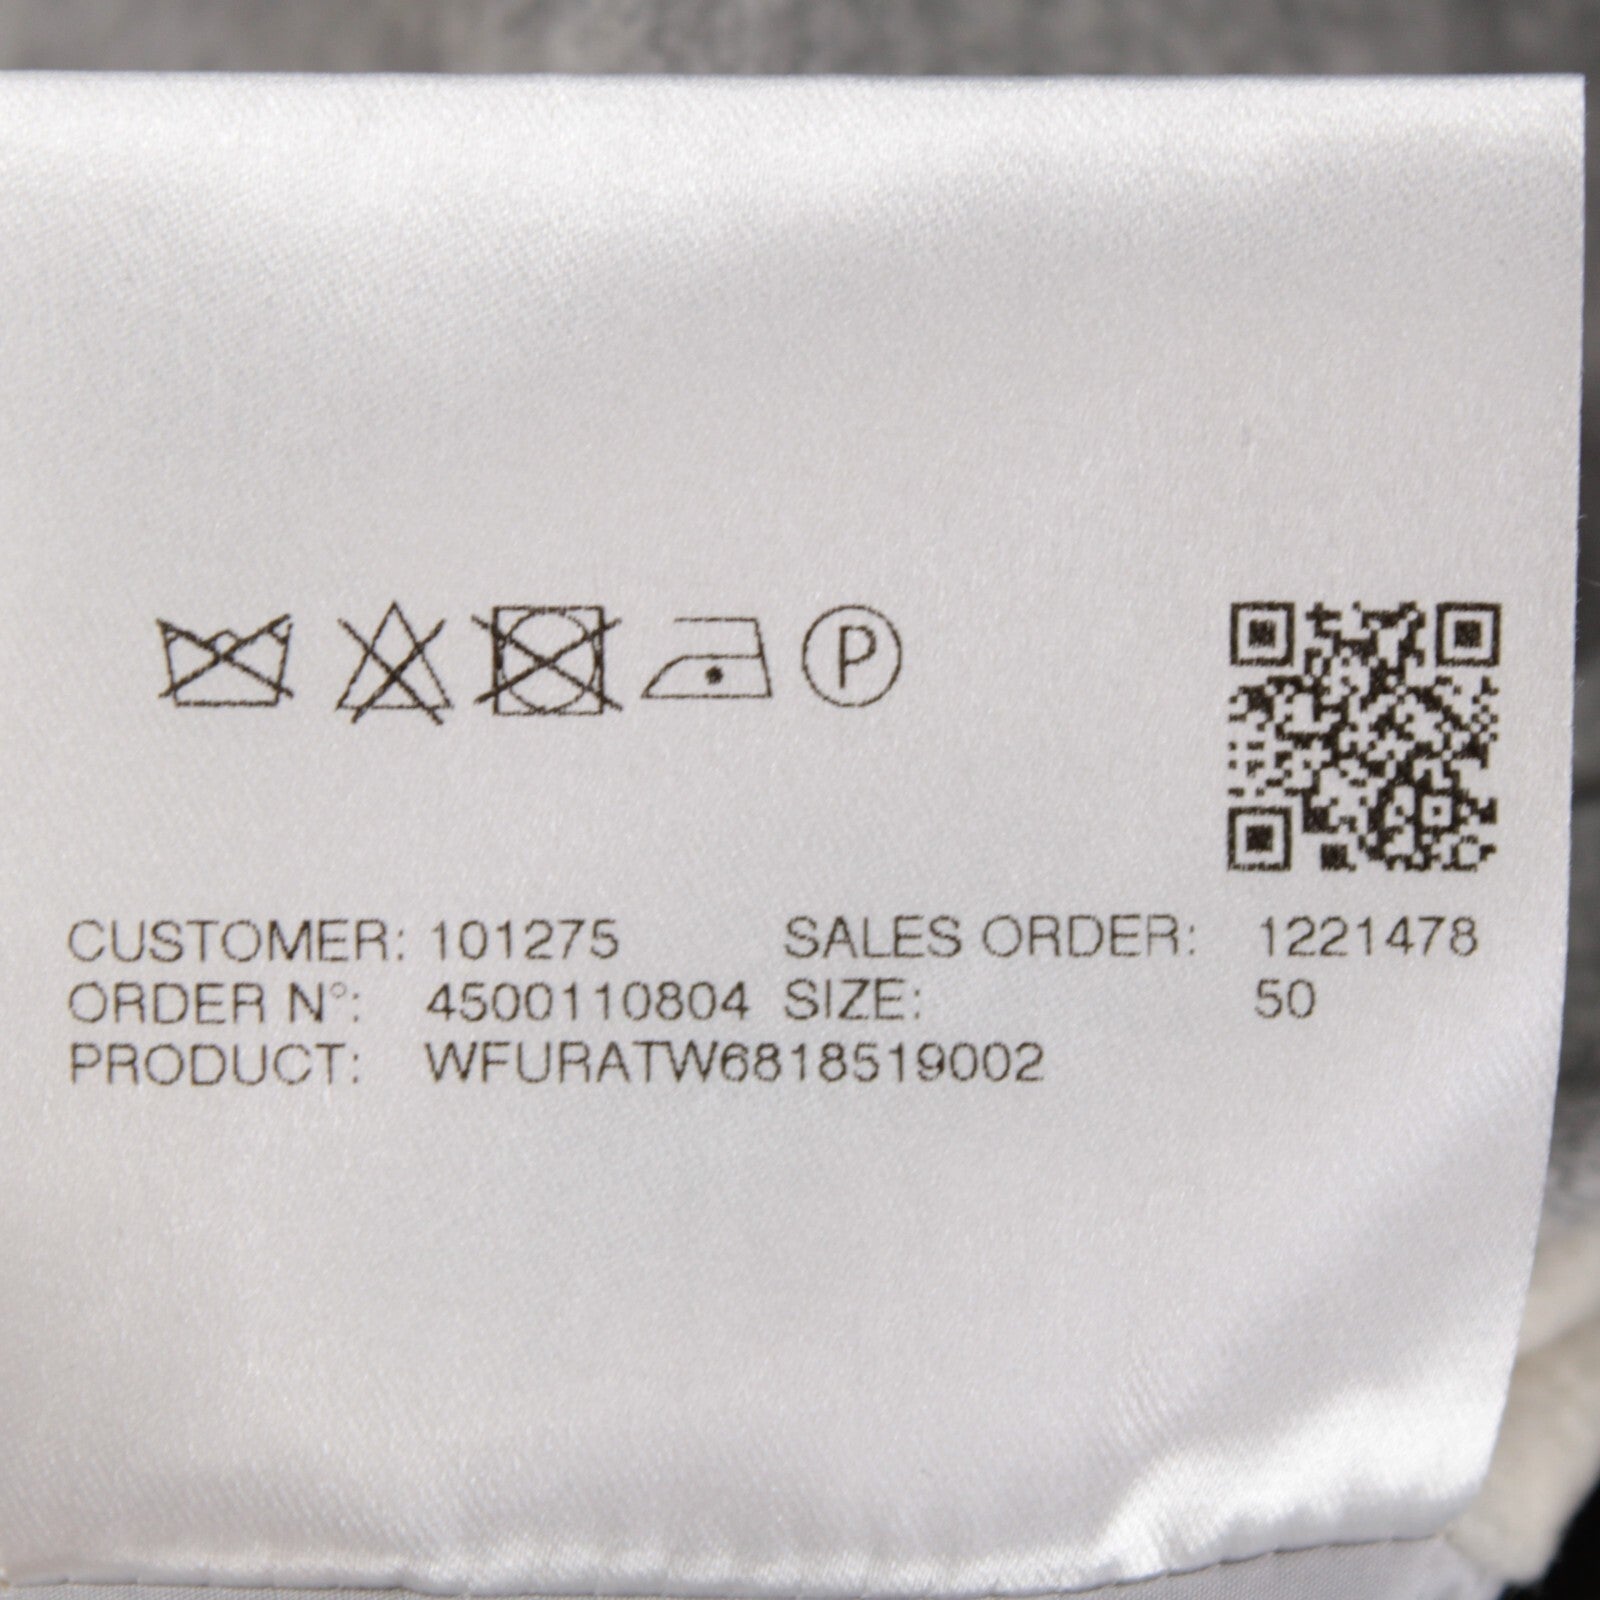 P
CUSTOMER: 101275 SALES ORDER: 1221478
ORDER N°: 4500110804 SIZE: 50
PRODUCT: WFURATW6818519002